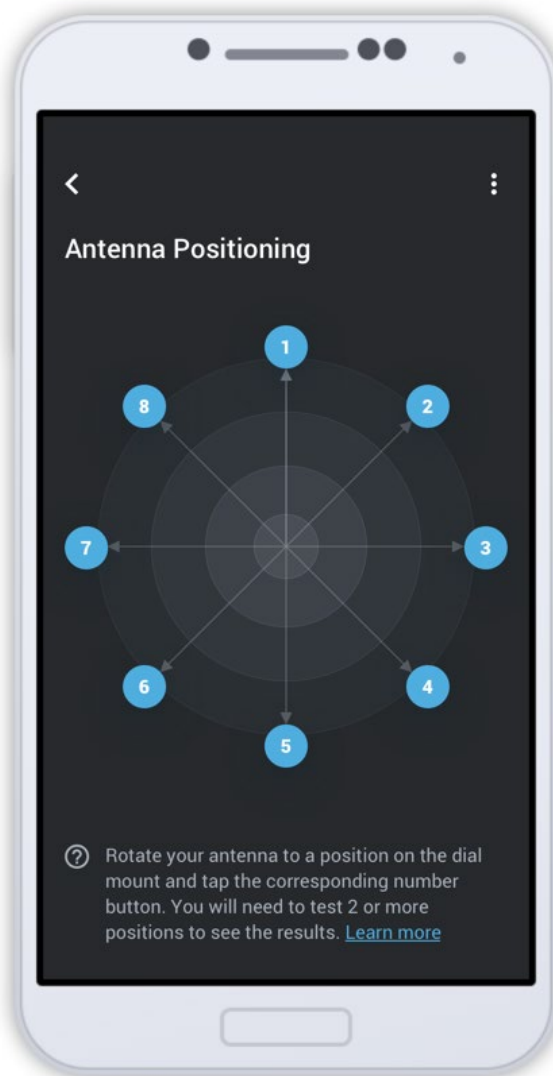 Antenna Positioning
1
8
2
7
3
6
4
5
Rotate your antenna to a position on the dial
mount and tap the corresponding number
button. You will need to test 2 or more
positions to see the results. Learn more